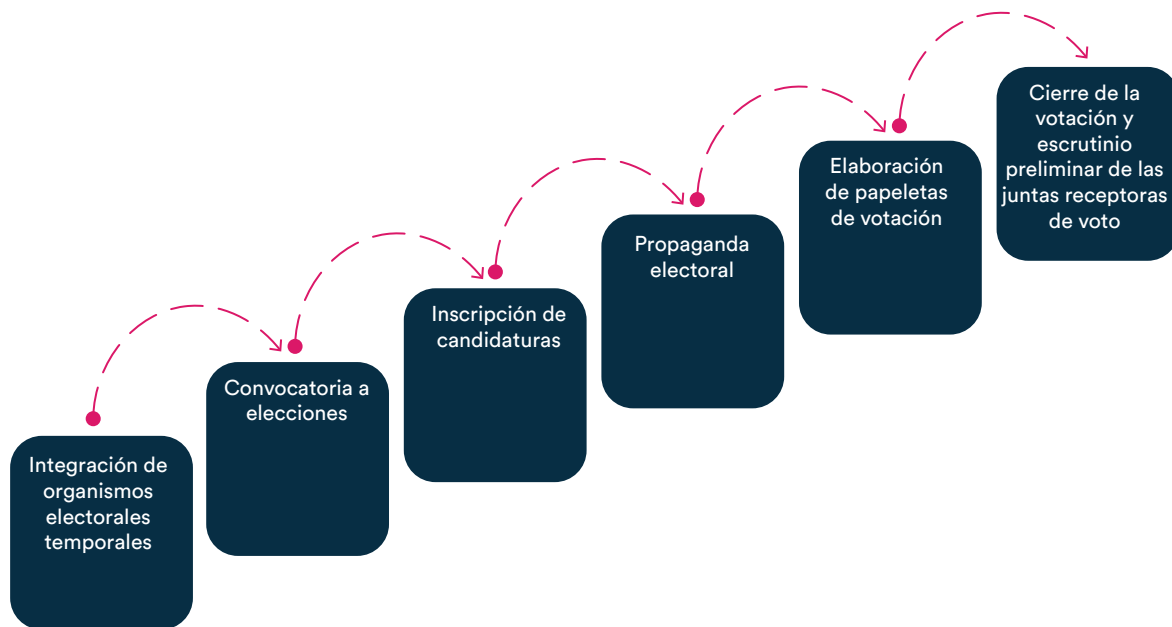 Integración de
organismos
electorales
temporales
Convocatoria a
elecciones
Inscripción de
candidaturas
Propaganda
electoral
Elaboración
de papeletas
de votación
Cierre de la
votación y
escrutinio
preliminar de las
juntas receptoras
de voto